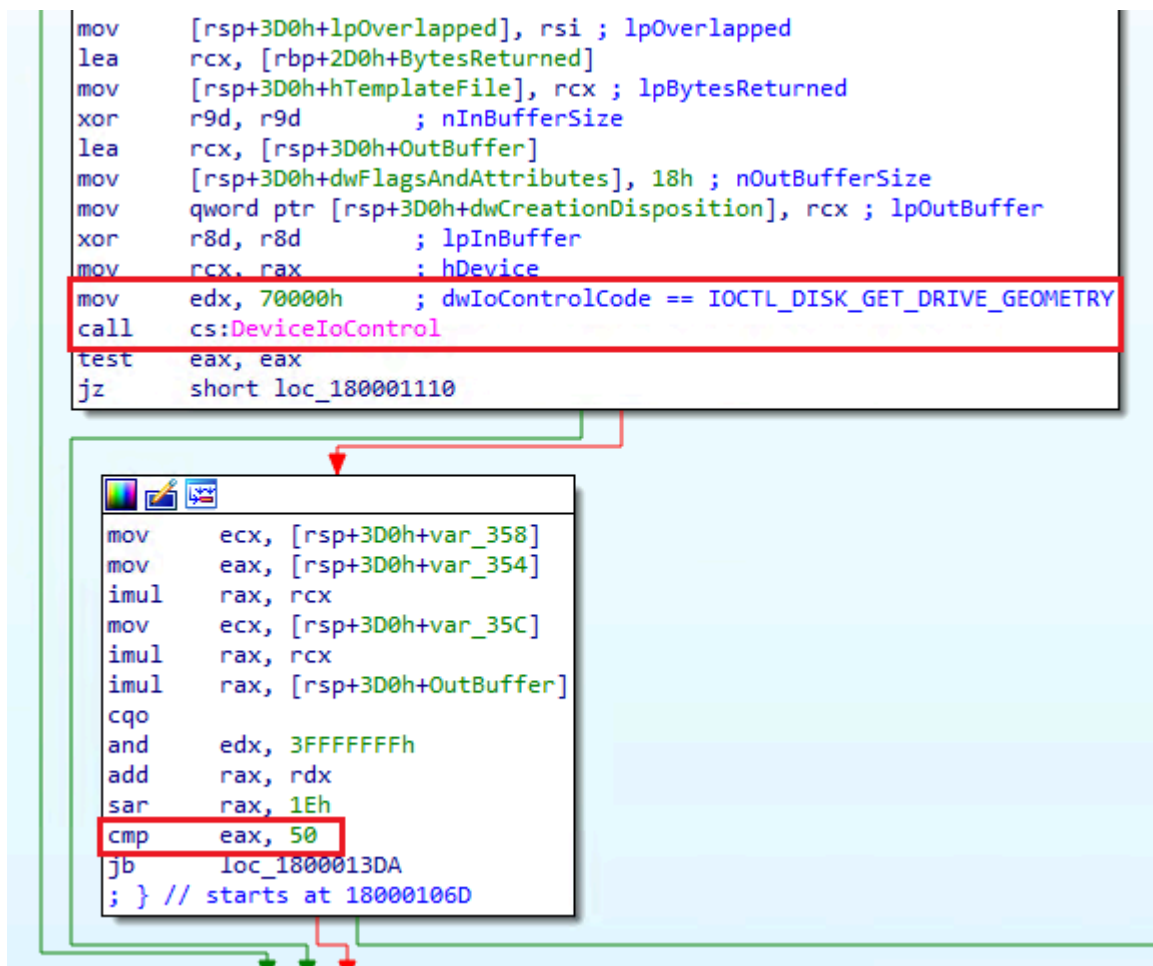 mov [rsp+3D0h+lpOverlapped], rsi ; lpOverlapped
lea rcx, [rbp+2D0h+BytesReturned]
mov [rsp+3D0h+hTemplateFile], rcx ; lpBytesReturned
xor r9d, r9d ; nInBufferSize
lea rcx, [rsp+3D0h+OutBuffer]
mov [rsp+3D0h+dwFlagsAndAttributes], 18h ; nOutBufferSize
mov qword ptr [rsp+3D0h+dwCreationDisposition], rcx ; lpOutBuffer
xor r8d, r8d ; lpInBuffer
mov rcx, rax ; hDevice
mov edx, 70000h ; dwIoControlCode == IOCTL_DISK_GET_DRIVE_GEOMETRY
call cs:DeviceIoControl
test eax, eax
jz short loc_180001110
mov ecx, [rsp+3D0h+var_358]
mov eax, [rsp+3D0h+var_354]
imul rax, rcx
mov ecx, [rsp+3D0h+var_35C]
imul rax, rcx
imul rax, [rsp+3D0h+OutBuffer]
cqo
and edx, 3FFFFFFFh
add rax, rdx
sar rax, 1Eh
cmp eax, 50
jb loc_1800013DA
; } // starts at 18000106D